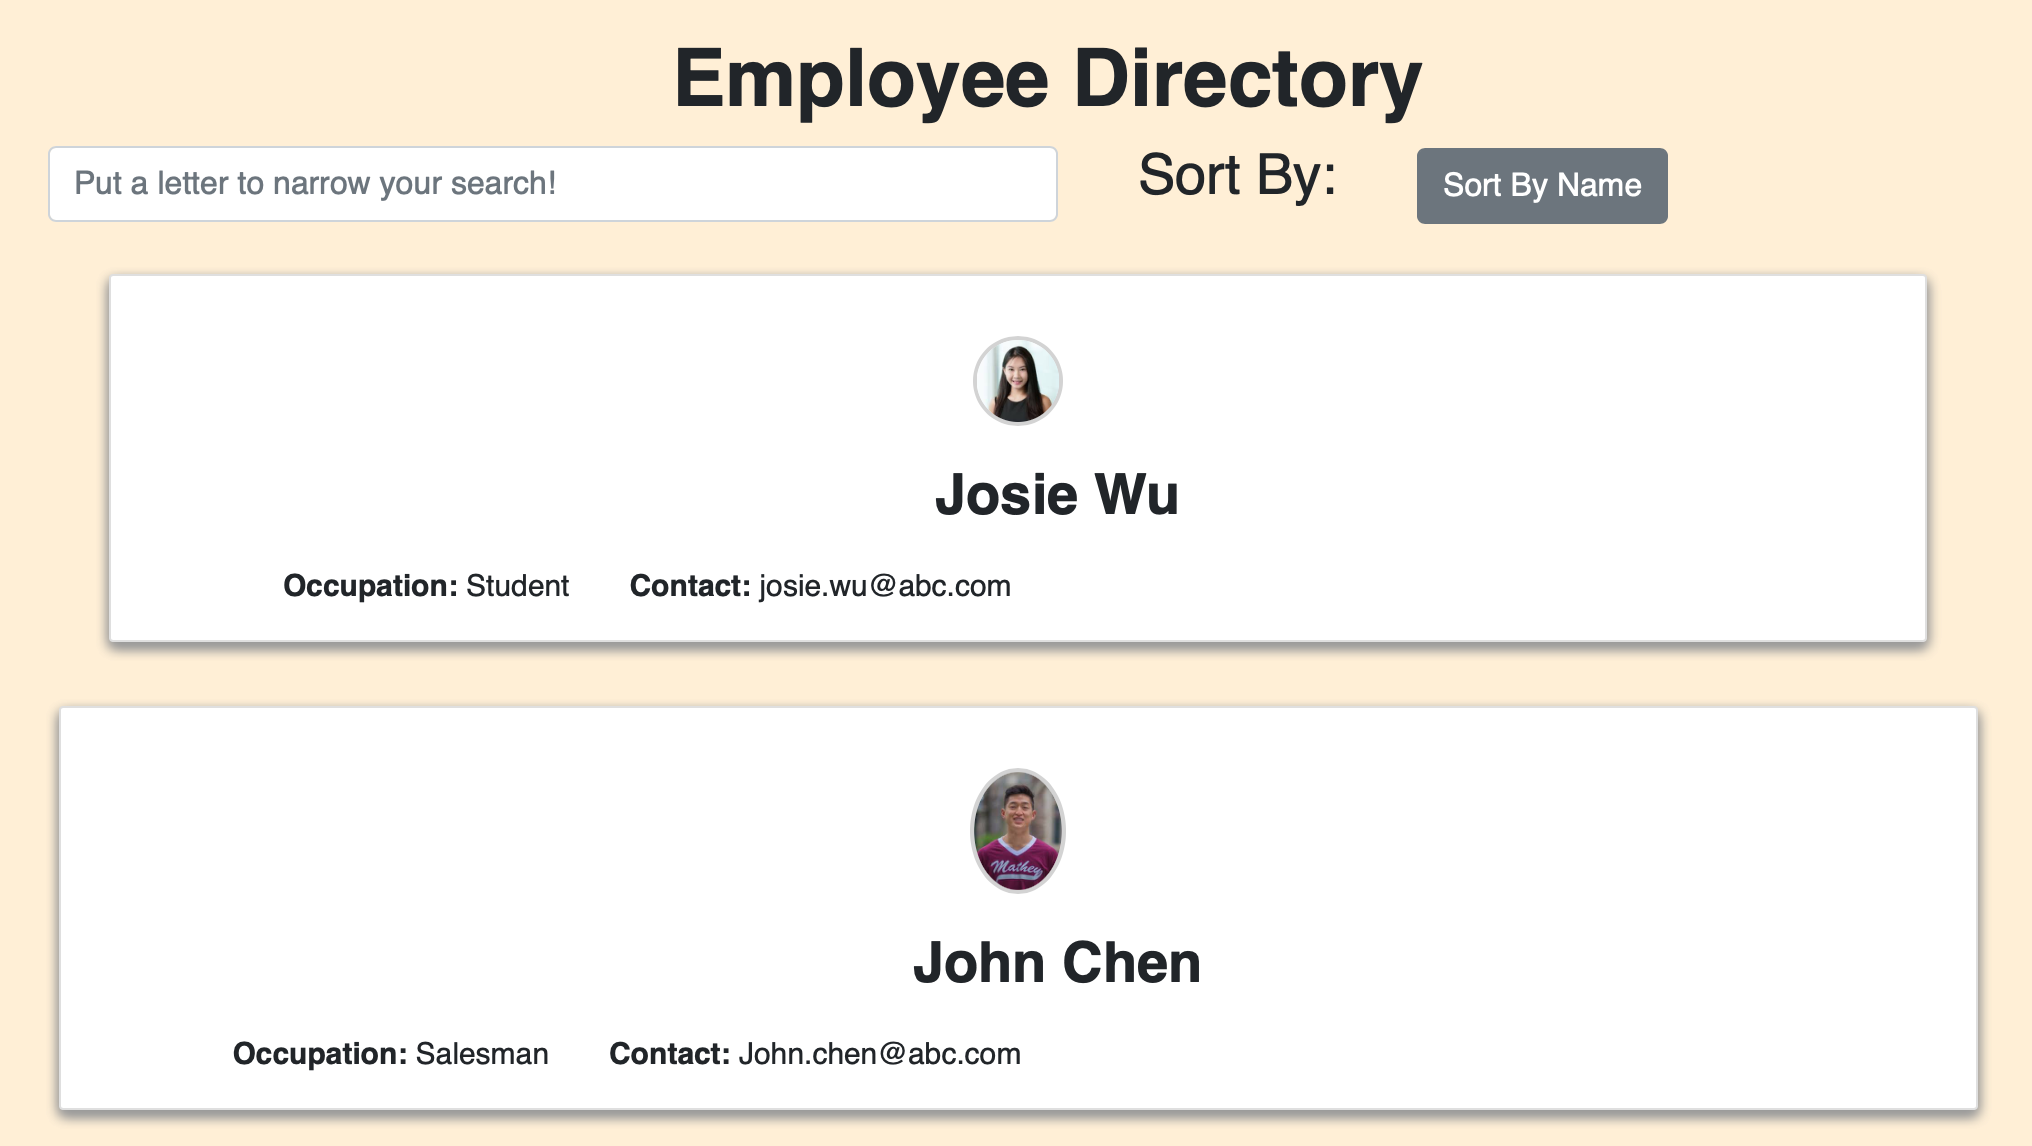 Employee Directory
Put a letter to narrow your search!
Sort By:
Sort By Name
Josie Wu
Occupation: Student
Contact: josie.wu@abc.com
Mathey
John Chen
Occupation: Salesman
Contact: John.chen@abc.com